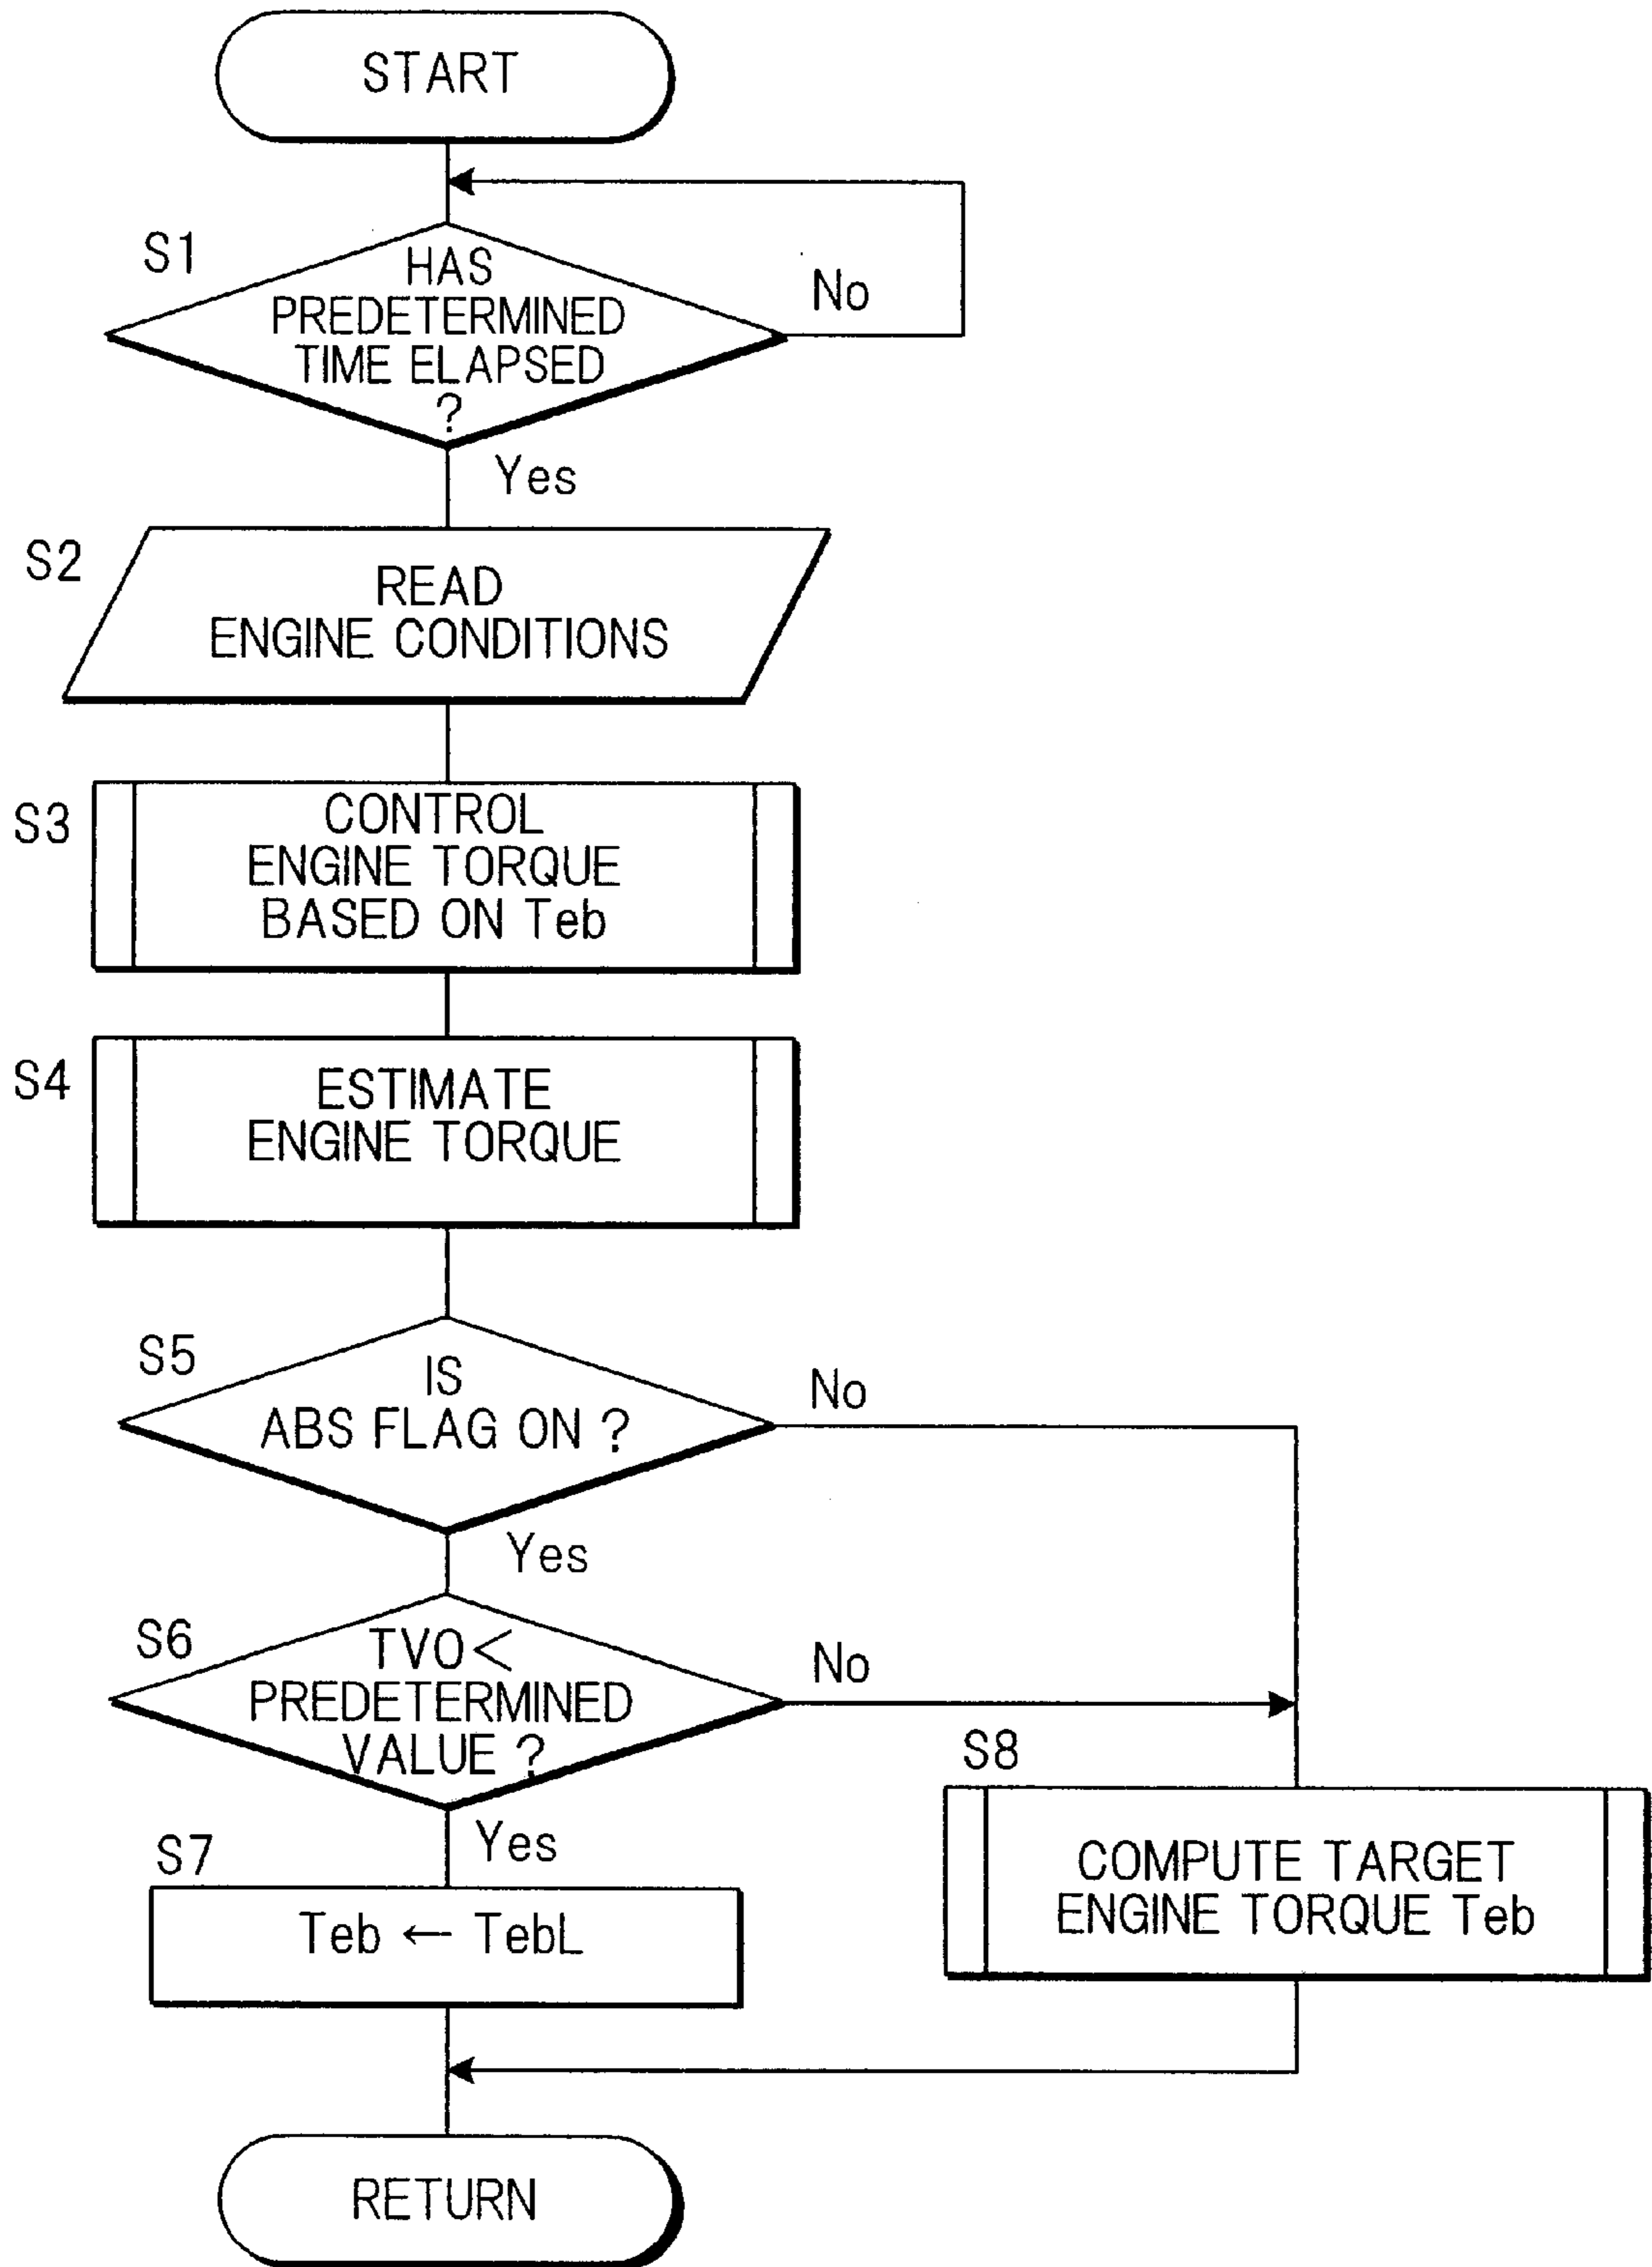 START
S1
HAS
PREDETERMINED
TIME ELAPSED
?
No
Yes
S2
READ
ENGINE CONDITIONS
S3
CONTROL
ENGINE TORQUE
BASED ON Teb
S4
ESTIMATE
ENGINE TORQUE
S5
IS
ABS FLAG ON ?
No
Yes
S6
TVO<
PREDETERMINED
VALUE ?
No
Yes
S7
Teb ← TebL
S8
COMPUTE TARGET
ENGINE TORQUE Teb
RETURN